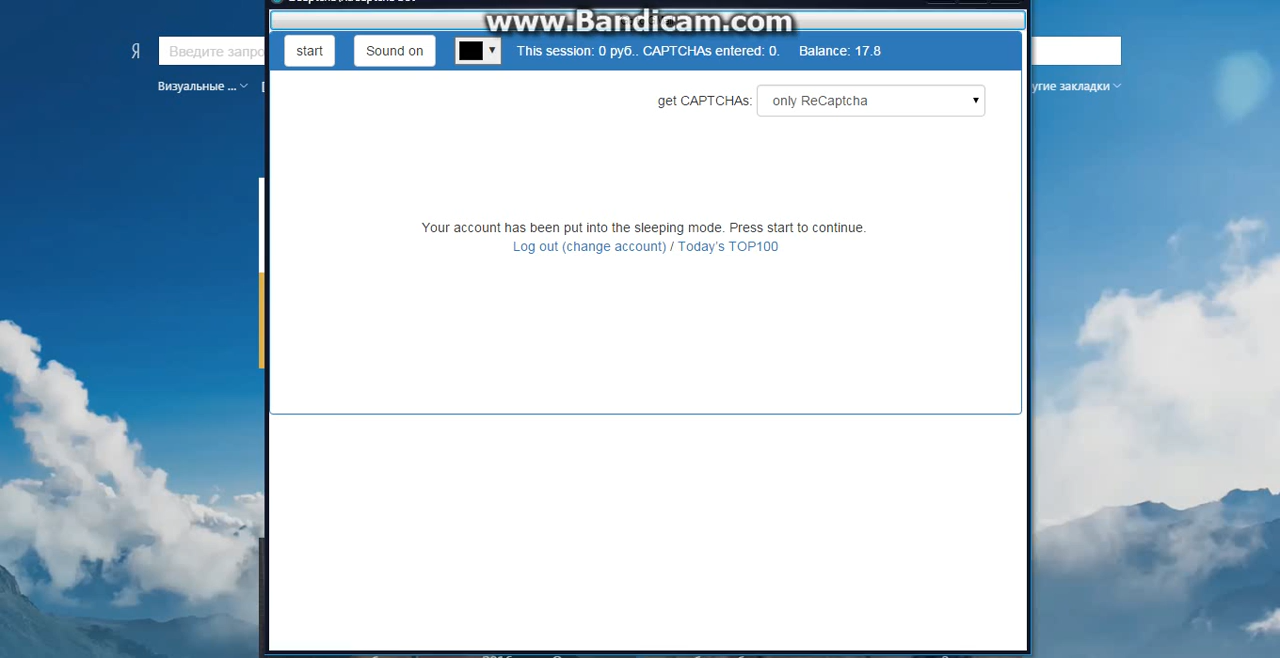 www.Bandicam.com
start
Sound on
This session: 0 руб.. CAPTCHAs entered: 0.
Balance: 17.8
Я
Введите запро
Визуальные ...
угие закладки
get CAPTCHAs:
only ReCaptcha
Your account has been put into the sleeping mode. Press start to continue.
Log out (change account) / Today's TOP100